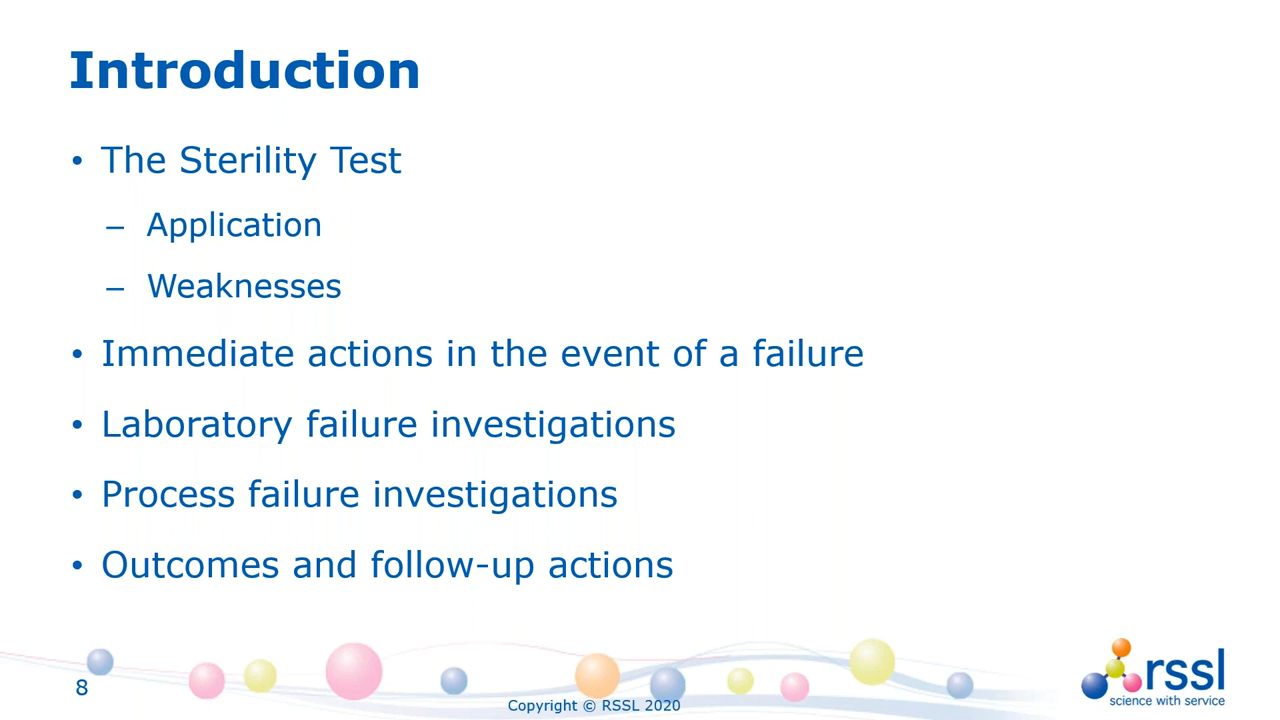 Introduction
• The Sterility Test
– Application
– Weaknesses
• Immediate actions in the event of a failure
• Laboratory failure investigations
• Process failure investigations
• Outcomes and follow-up actions
8
Copyright © RSSL 2020
rssl
science with service